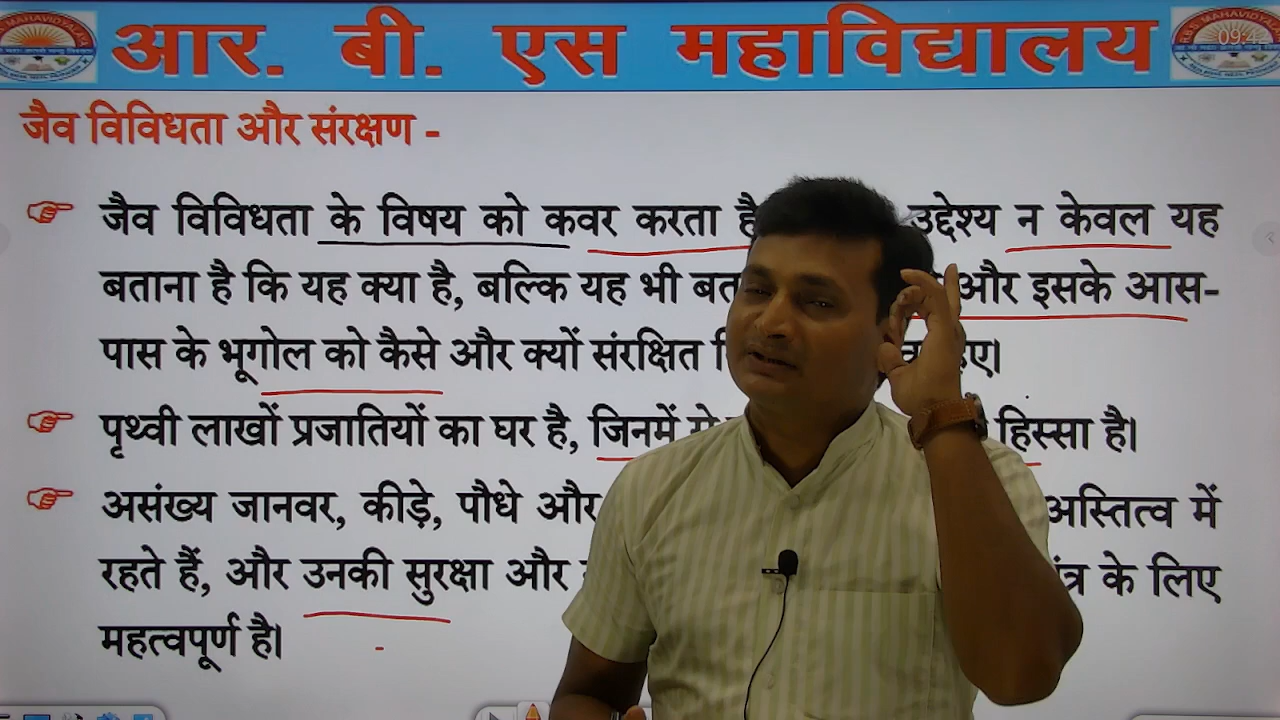 आर. बी. एस महाविद्यालय
09:4
जैव विविधता और संरक्षण -
जैव विविधता के विषय को कवर करता है उद्देश्य न केवल यह
बताना है कि यह क्या है, बल्कि यह भी और इसके आस-
पास के भूगोल को कैसे और क्यों संरक्षित
पृथ्वी लाखों प्रजातियों का घर है, जिनमें हिस्सा है।
असंख्य जानवर, कीड़े, पौधे और अस्तित्व में
रहते हैं, और उनकी सुरक्षा और के लिए
महत्वपूर्ण है।